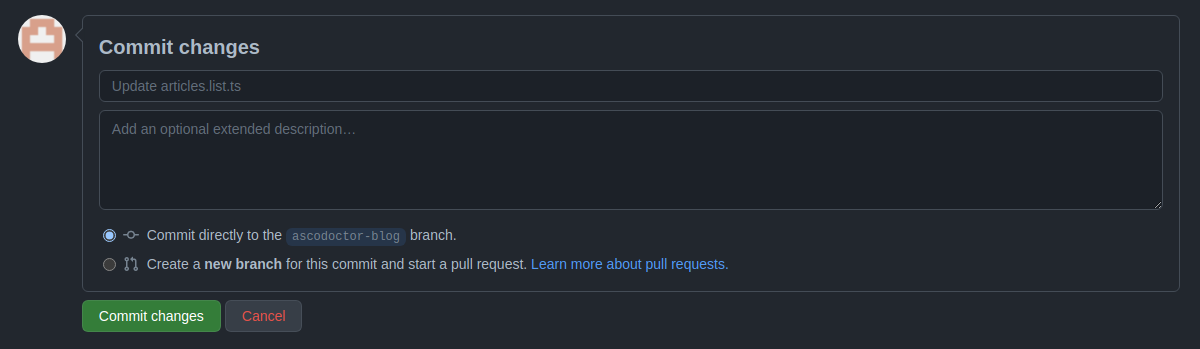 Commit changes
Update articles.list.ts
Add an optional extended description…
Commit directly to the ascodoctor-blog branch.
Create a new branch for this commit and start a pull request. Learn more about pull requests.
Commit changes Cancel